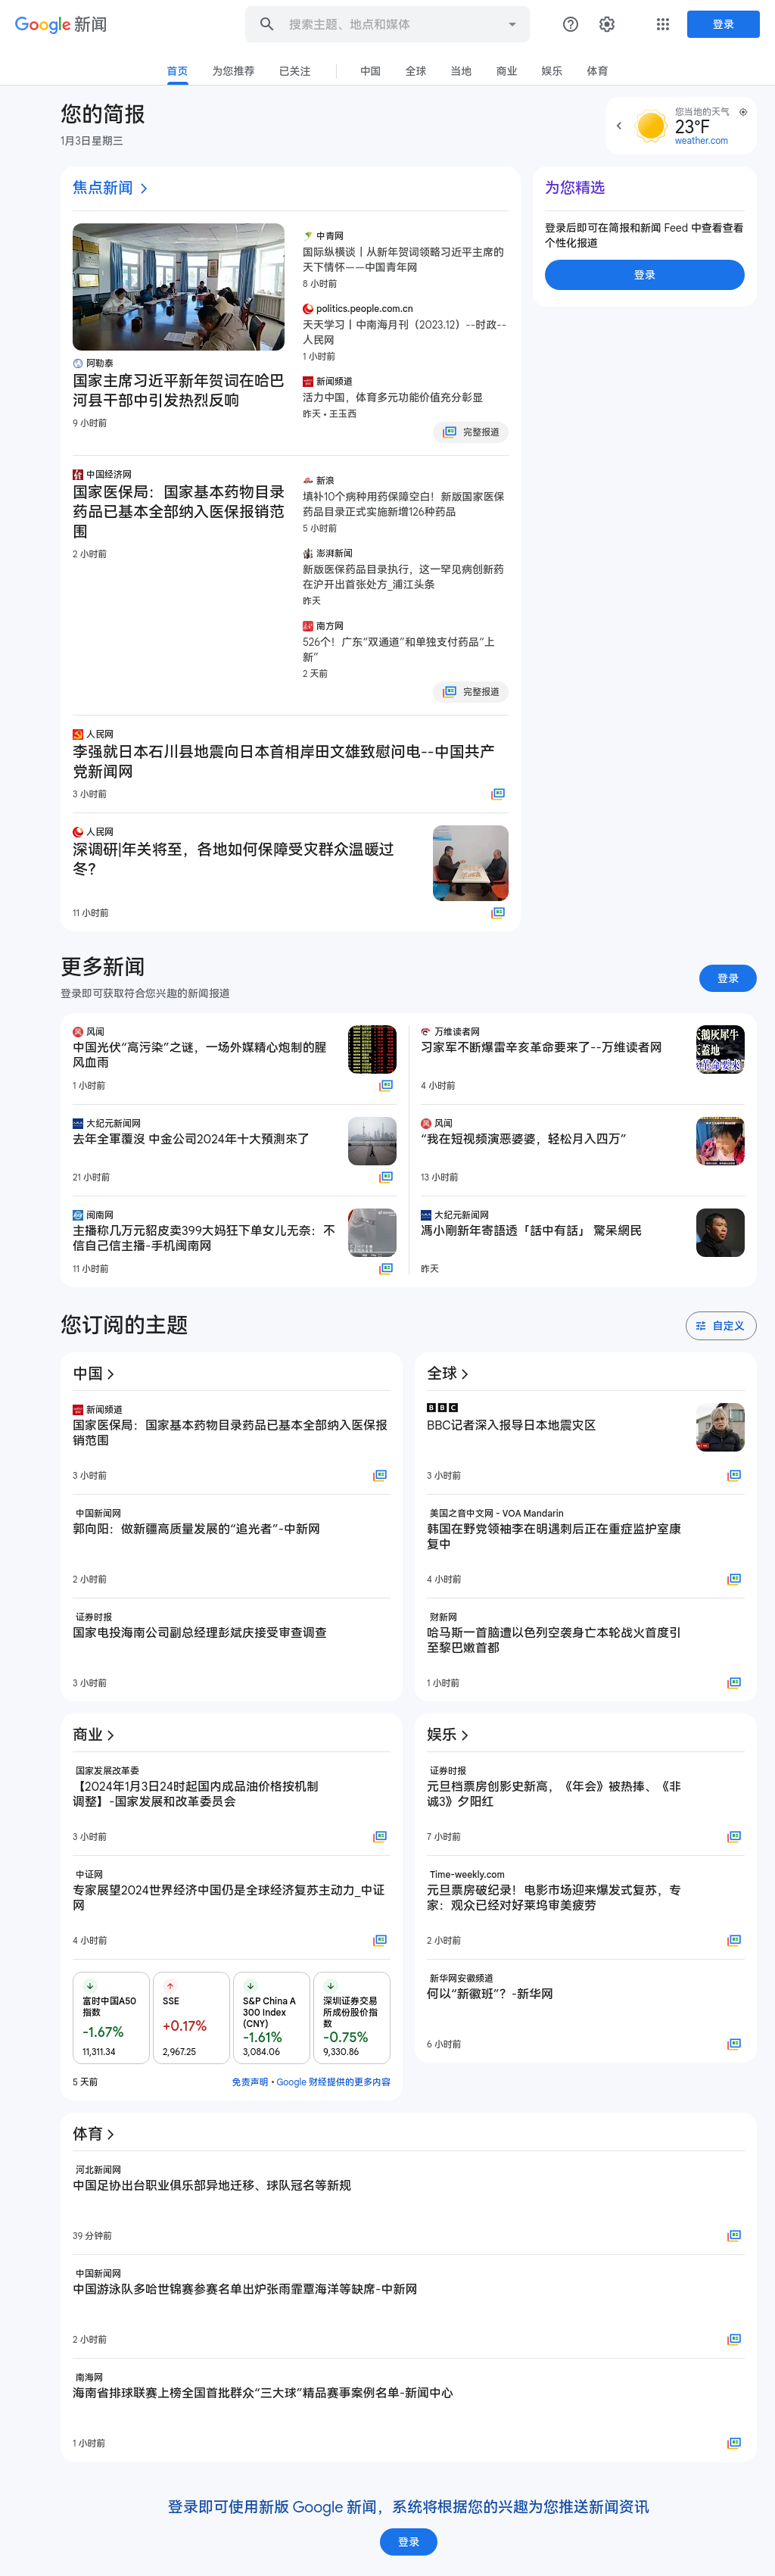 Google 新闻
搜索主题、地点和媒体
登录
首页
为您推荐
已关注
中国
全球
当地
商业
娱乐
体育
您的简报
1月3日星期三
您当地的天气
23°F
weather.com
焦点新闻
阿勒泰
国家主席习近平新年贺词在哈巴
河县干部中引发热烈反响
9 小时前
中青网
国际纵横谈丨从新年贺词领略习近平主席的
天下情怀——中国青年网
8 小时前
politics.people.com.cn
天天学习丨中南海月刊（2023.12）--时政--
人民网
1 小时前
新闻频道
活力中国，体育多元功能价值充分彰显
昨天 • 王玉西
完整报道
中国经济网
国家医保局：国家基本药物目录
药品已基本全部纳入医保报销范
围
2 小时前
新浪
填补10个病种用药保障空白！新版国家医保
药品目录正式实施新增126种药品
5 小时前
澎湃新闻
新版医保药品目录执行，这一罕见病创新药
在沪开出首张处方_浦江头条
昨天
南方网
526个！广东“双通道”和单独支付药品“上
新”
2 天前
完整报道
人民网
李强就日本石川县地震向日本首相岸田文雄致慰问电--中国共产
党新闻网
3 小时前
人民网
深调研|年关将至，各地如何保障受灾群众温暖过
冬？
11 小时前
为您精选
登录后即可在简报和新闻 Feed 中查看查看
个性化报道
登录
更多新闻
登录即可获取符合您兴趣的新闻报道
登录
风闻
中国光伏“高污染”之谜，一场外媒精心炮制的腥
风血雨
1 小时前
大纪元新闻网
去年全軍覆沒 中金公司2024年十大預測來了
21 小时前
闽南网
主播称几万元貂皮卖399大妈狂下单女儿无奈：不
信自己信主播-手机闽南网
11 小时前
万维读者网
习家军不断爆雷辛亥革命要来了--万维读者网
4 小时前
风闻
“我在短视频演恶婆婆，轻松月入四万”
13 小时前
大纪元新闻网
馮小剛新年寄語透「話中有話」 驚呆網民
昨天
您订阅的主题
自定义
中国
新闻频道
国家医保局：国家基本药物目录药品已基本全部纳入医保报
销范围
3 小时前
中国新闻网
郭向阳：做新疆高质量发展的“追光者”-中新网
2 小时前
证券时报
国家电投海南公司副总经理彭斌庆接受审查调查
3 小时前
全球
BBC
BBC记者深入报导日本地震灾区
3 小时前
美国之音中文网 - VOA Mandarin
韩国在野党领袖李在明遇刺后正在重症监护室康
复中
4 小时前
财新网
哈马斯一首脑遭以色列空袭身亡本轮战火首度引
至黎巴嫩首都
1 小时前
商业
国家发展改革委
【2024年1月3日24时起国内成品油价格按机制
调整】-国家发展和改革委员会
3 小时前
中证网
专家展望2024世界经济中国仍是全球经济复苏主动力_中证
网
4 小时前
富时中国A50
指数
-1.67%
11,311.34
SSE
+0.17%
2,967.25
S&P China A
300 Index
(CNY)
-1.61%
3,084.06
深圳证券交易
所成份股价指
数
-0.75%
9,330.86
5 天前
免责声明 • Google 财经提供的更多内容
娱乐
证券时报
元旦档票房创影史新高，《年会》被热捧、《非
诚3》夕阳红
7 小时前
Time-weekly.com
元旦票房破纪录！电影市场迎来爆发式复苏，专
家：观众已经对好莱坞审美疲劳
2 小时前
新华网安徽频道
何以“新徽班”？-新华网
6 小时前
体育
河北新闻网
中国足协出台职业俱乐部异地迁移、球队冠名等新规
39 分钟前
中国新闻网
中国游泳队多哈世锦赛参赛名单出炉张雨霏覃海洋等缺席-中新网
2 小时前
南海网
海南省排球联赛上榜全国首批群众“三大球”精品赛事案例名单-新闻中心
1 小时前
登录即可使用新版 Google 新闻，系统将根据您的兴趣为您推送新闻资讯
登录